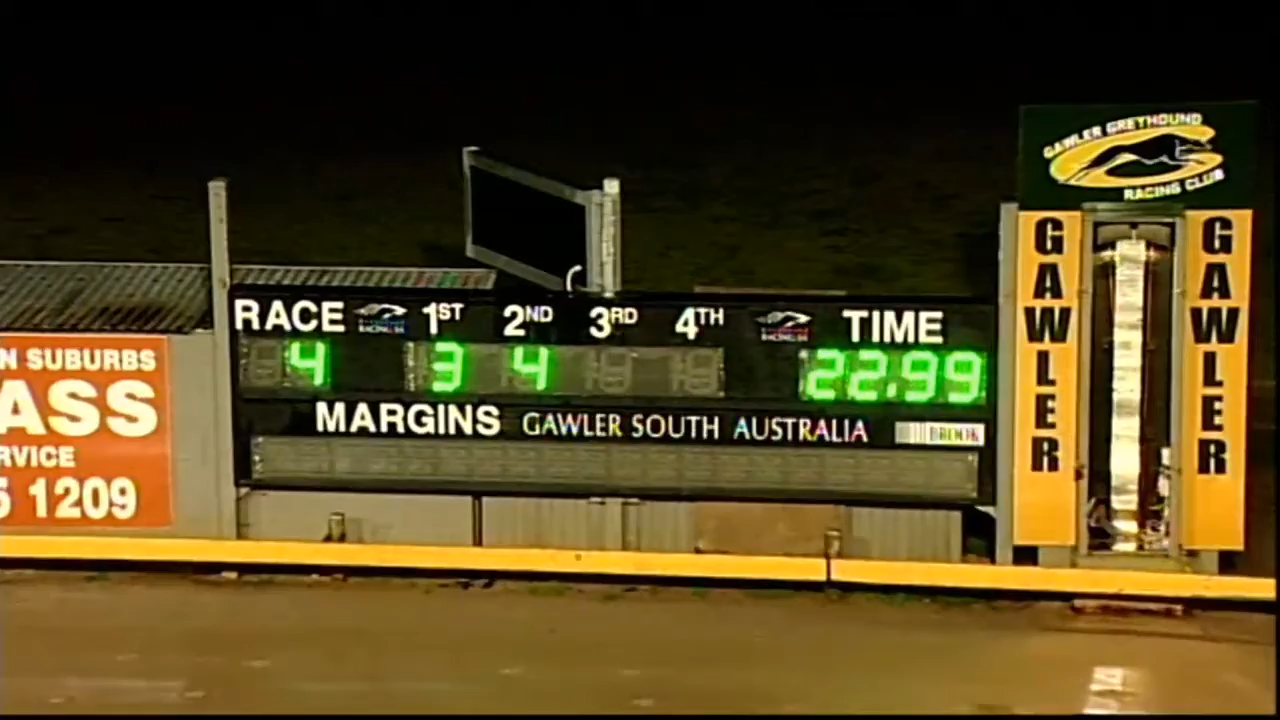 GAWLER GREYHOUND
RACING CLUB
GAWLER
GAWLER
RACE 1ST 2ND 3RD 4TH TIME
4 3 4 22.99
MARGINS GAWLER SOUTH AUSTRALIA BROOK
N SUBURBS
ASS
RVICE
5 1209